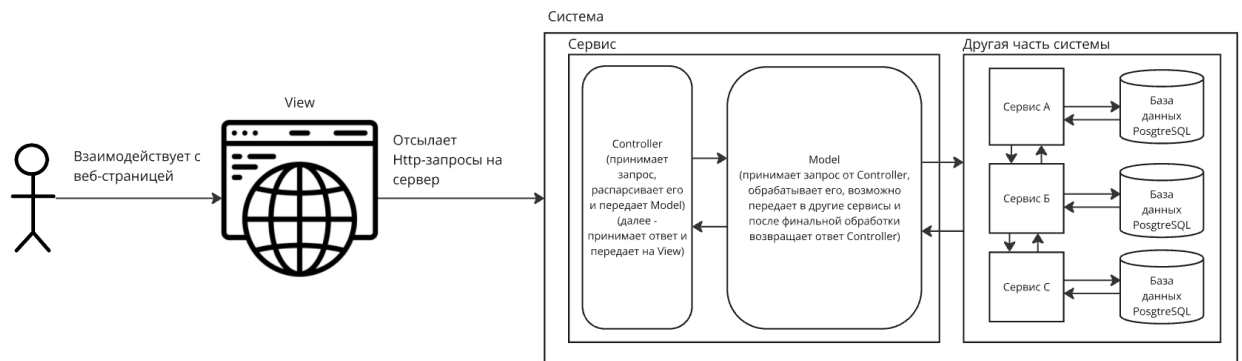 Система
Сервис
Другая часть системы
View
Взаимодействует с
веб-страницей
Отсылает
Http-запросы на
сервер
Controller
(принимает
запрос,
распарсивает его
и передает Model)
(далее -
принимает ответ и
передает на View)
Model
(принимает запрос от Controller,
обрабатывает его, возможно
передает в другие сервисы и
после финальной обработки
возвращает ответ Controller)
Сервис А
База
данных
PosgtreSQL
Сервис Б
База
данных
PosgtreSQL
Сервис С
База
данных
PosgtreSQL